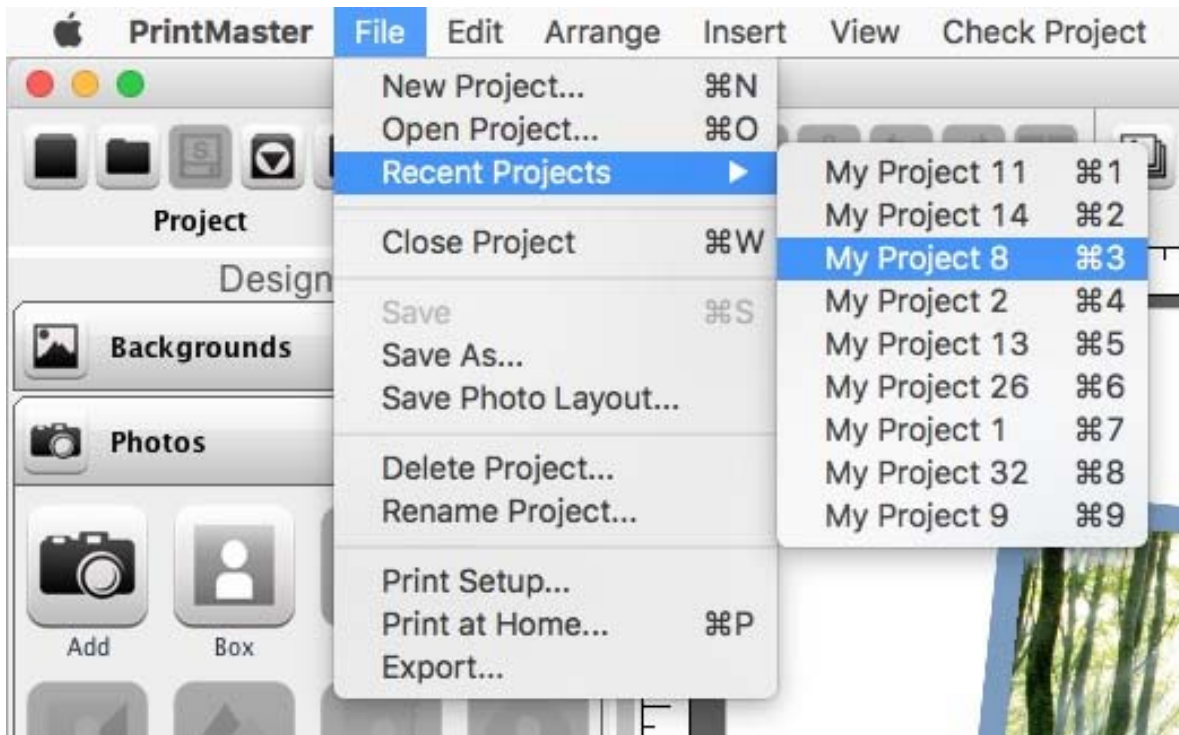 PrintMaster File Edit Arrange Insert View Check Project
New Project... ⌘N
Open Project... ⌘O
Recent Projects ▶
Close Project ⌘W
Save ⌘S
Save As...
Save Photo Layout...
Delete Project...
Rename Project...
Print Setup...
Print at Home... ⌘P
Export...
My Project 11 ⌘1
My Project 14 ⌘2
My Project 8 ⌘3
My Project 2 ⌘4
My Project 13 ⌘5
My Project 26 ⌘6
My Project 1 ⌘7
My Project 32 ⌘8
My Project 9 ⌘9
S
Project
Design
Backgrounds
Photos
Add Box